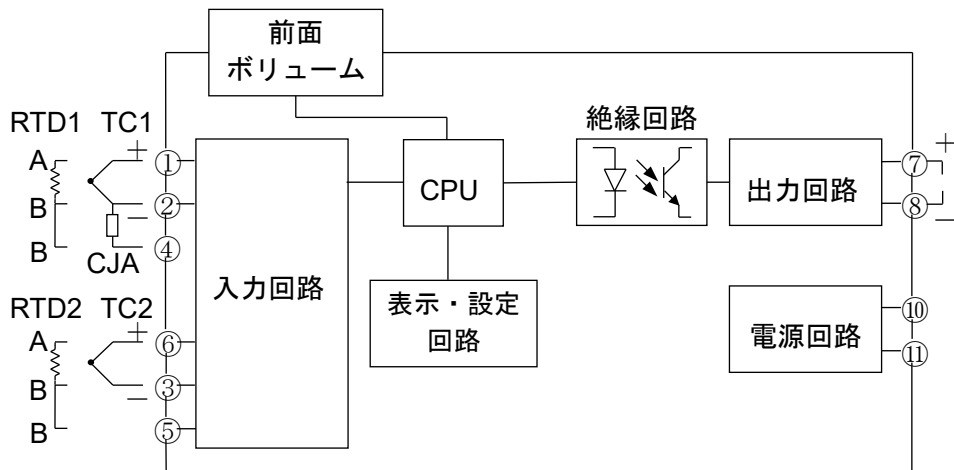 前面
ボリューム
RTD1 TC1
A
+
①
B
②
−
B
④
CJA
入力回路
CPU
絶縁回路
出力回路
⑦
+
⑧
−
表示・設定
回路
RTD2 TC2
A
+
⑥
B
③
−
B
⑤
電源回路
⑩
⑪